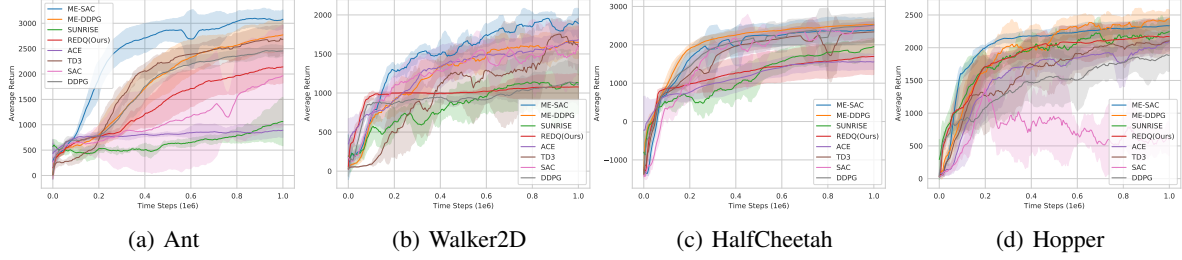 3500
3000
2500
2000
1500
1000
500
0
Average Return
ME-SAC
ME-DDPG
SUNRISE
REDQ(Ours)
ACE
TD3
SAC
DDPG
0.0 0.2 0.4 0.6 0.8 1.0
Time Steps (1e6)
(a) Ant
2000
1500
1000
500
0
Average Return
ME-SAC
ME-DDPG
SUNRISE
REDQ(Ours)
ACE
TD3
SAC
DDPG
0.0 0.2 0.4 0.6 0.8 1.0
Time Steps (1e6)
(b) Walker2D
3000
2000
1000
0
−1000
Average Return
ME-SAC
ME-DDPG
SUNRISE
REDQ(Ours)
ACE
TD3
SAC
DDPG
0.0 0.2 0.4 0.6 0.8 1.0
Time Steps (1e6)
(c) HalfCheetah
2500
2000
1500
1000
500
0
Average Return
ME-SAC
ME-DDPG
SUNRISE
REDQ(Ours)
ACE
TD3
SAC
DDPG
0.0 0.2 0.4 0.6 0.8 1.0
Time Steps (1e6)
(d) Hopper